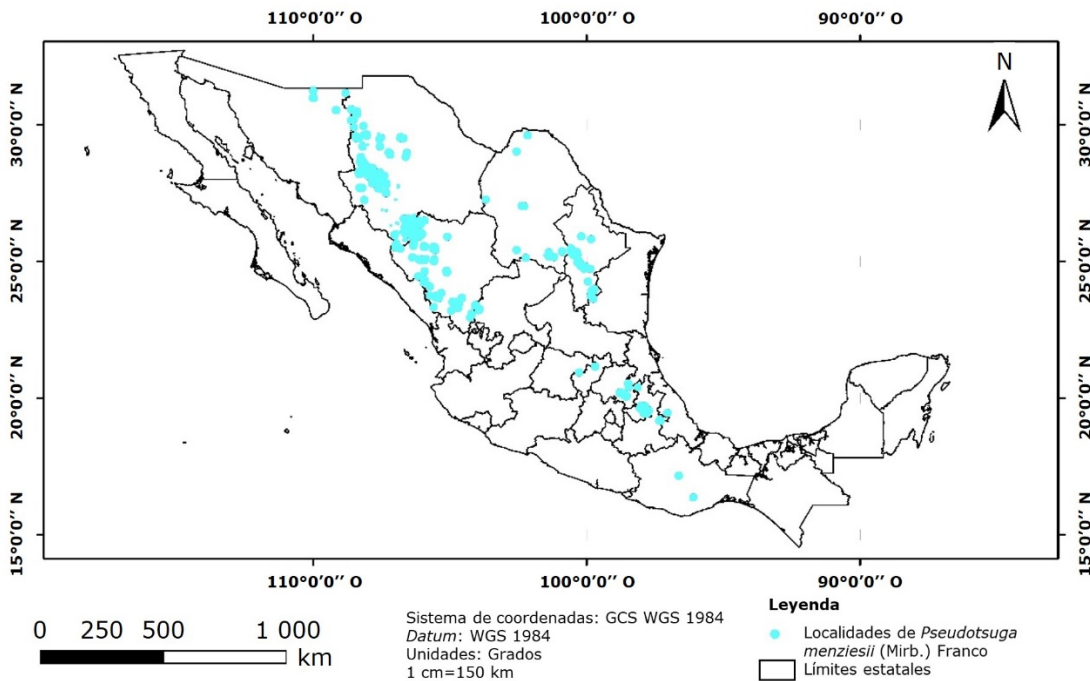 110°0'0'' O
100°0'0'' O
90°0'0'' O
N
30°0'0'' N
30°0'0'' N
25°0'0'' N
25°0'0'' N
20°0'0'' N
20°0'0'' N
15°0'0'' N
15°0'0'' N
110°0'0'' O
100°0'0'' O
90°0'0'' O
0 250 500 1 000
km
Sistema de coordenadas: GCS WGS 1984
Datum: WGS 1984
Unidades: Grados
1 cm=150 km
Leyenda
Localidades de Pseudotsuga
menziesii (Mirb.) Franco
Límites estatales